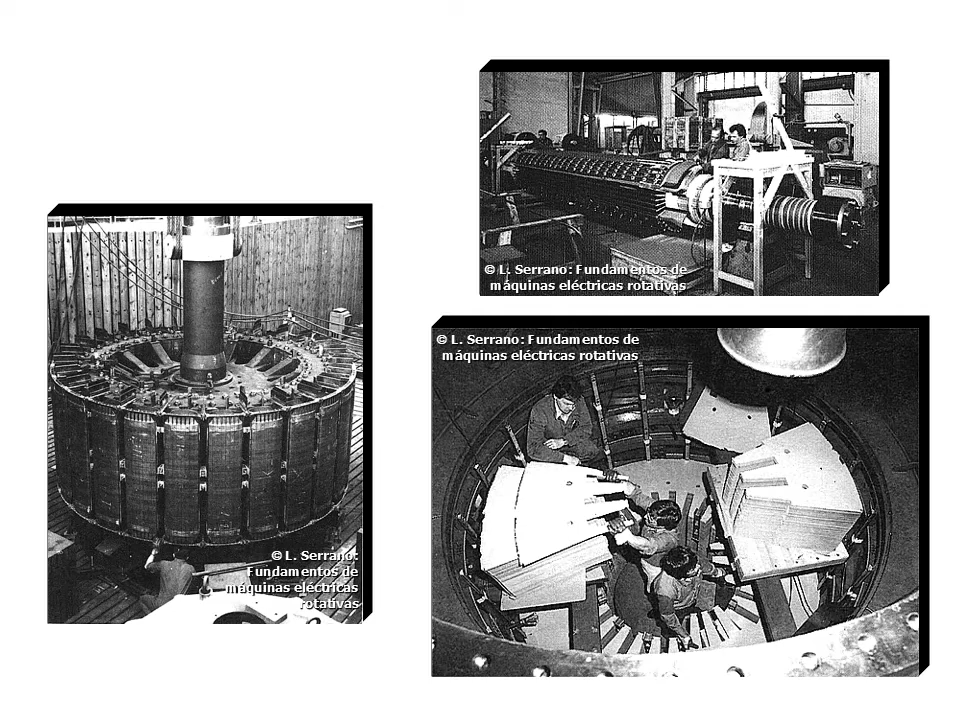 © L. Serrano: Fundamentos de
máquinas eléctricas rotativas
© L. Serrano: Fundamentos de
máquinas eléctricas rotativas
© L. Serrano:
Fundamentos de
máquinas eléctricas
rotativas